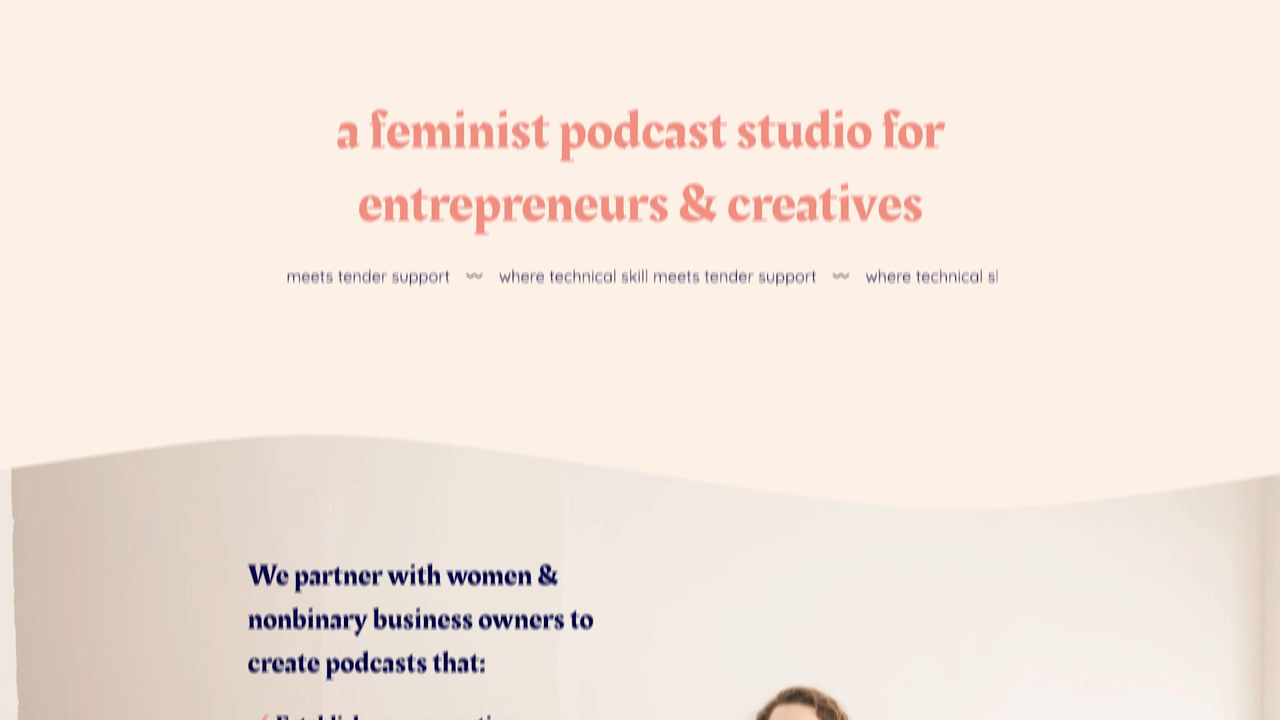 a feminist podcast studio for
entrepreneurs & creatives
meets tender support 〰 where technical skill meets tender support 〰 where technical
We partner with women &
nonbinary business owners to
create podcasts that: